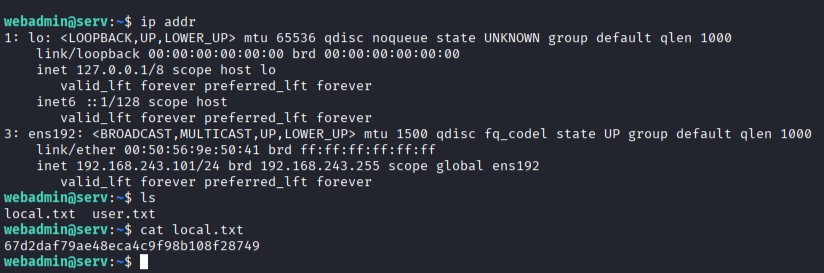 webadmin@serv:~$ ip addr
1: lo: <LOOPBACK,UP,LOWER_UP> mtu 65536 qdisc noqueue state UNKNOWN group default qlen 1000
    link/loopback 00:00:00:00:00:00 brd 00:00:00:00:00:00
    inet 127.0.0.1/8 scope host lo
       valid_lft forever preferred_lft forever
    inet6 ::1/128 scope host
       valid_lft forever preferred_lft forever
3: ens192: <BROADCAST,MULTICAST,UP,LOWER_UP> mtu 1500 qdisc fq_codel state UP group default qlen 1000
    link/ether 00:50:56:9e:50:41 brd ff:ff:ff:ff:ff:ff
    inet 192.168.243.101/24 brd 192.168.243.255 scope global ens192
       valid_lft forever preferred_lft forever
webadmin@serv:~$ ls
local.txt  user.txt
webadmin@serv:~$ cat local.txt
67d2daf79ae48eca4c9f98b108f28749
webadmin@serv:~$